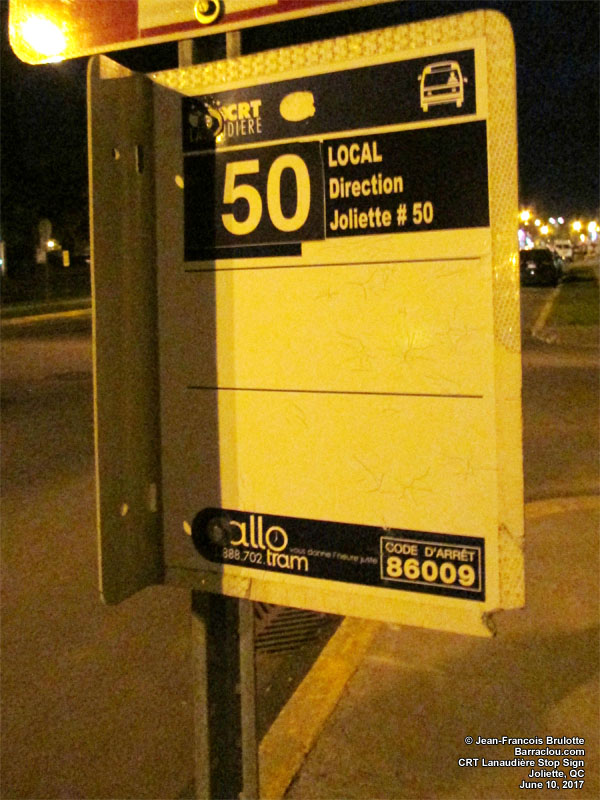 CRT
50
LOCAL
Direction
Joliette # 50
allo
888.702.tram
vous donne l'heure juste
CODE D'ARRÊT
86009
© Jean-Francois Brulotte
Barraclou.com
CRT Lanaudière Stop Sign
Joliette, QC
June 10, 2017